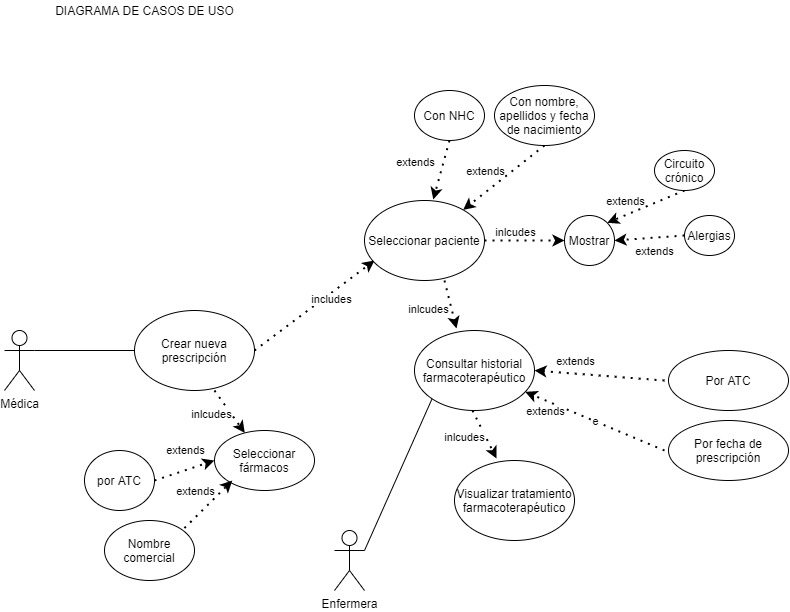 DIAGRAMA DE CASOS DE USO
Con NHC
Con nombre,
apellidos y fecha
de nacimiento
extends
extends
Circuito
crónico
extends
Seleccionar paciente
inlcudes
Mostrar
Alergias
extends
includes
inlcudes
Crear nueva
prescripción
Médica
Consultar historial
farmacoterapéutico
extends
Por ATC
extends
e
Por fecha de
prescripción
inlcudes
inlcudes
Seleccionar
fármacos
extends
por ATC
extends
Nombre
comercial
Visualizar tratamiento
farmacoterapéutico
Enfermera